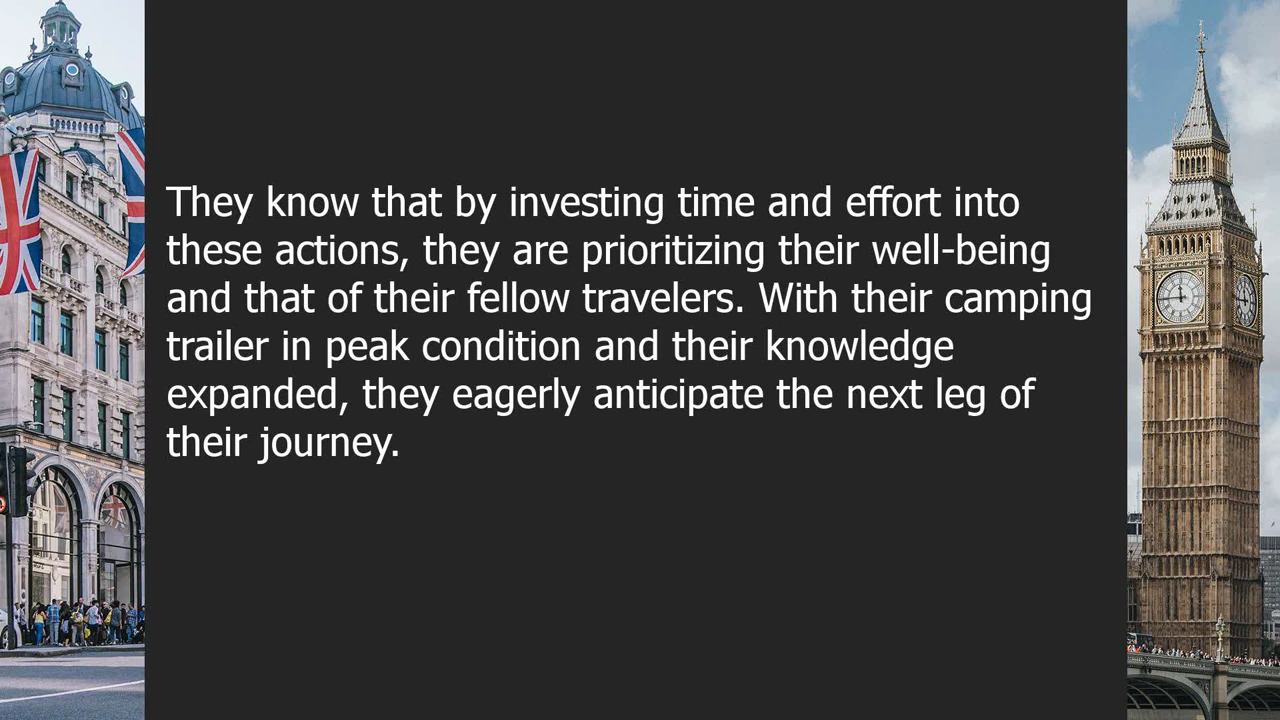 They know that by investing time and effort into
these actions, they are prioritizing their well-being
and that of their fellow travelers. With their camping
trailer in peak condition and their knowledge
expanded, they eagerly anticipate the next leg of
their journey.